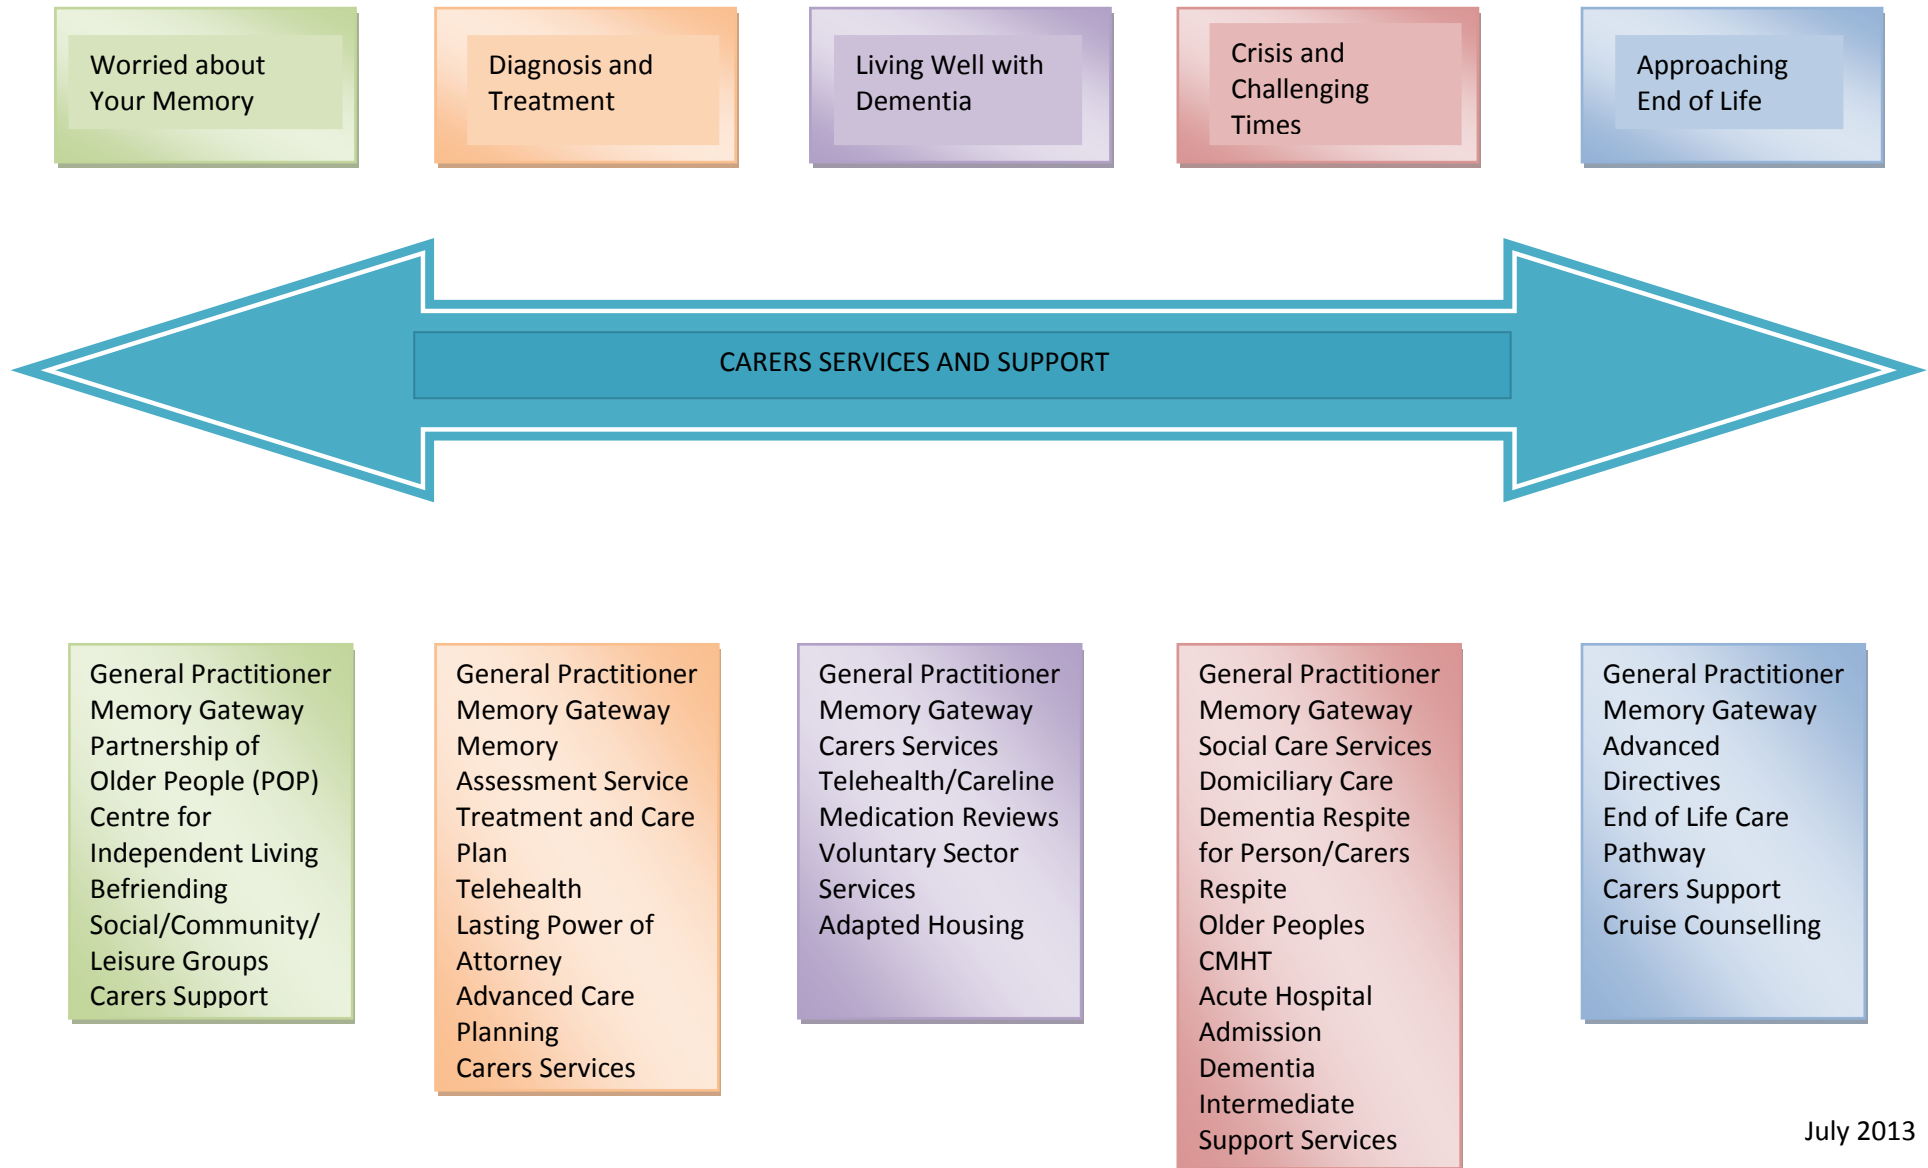 Worried about
Your Memory
Diagnosis and
Treatment
Living Well with
Dementia
Crisis and
Challenging
Times
Approaching
End of Life
CARERS SERVICES AND SUPPORT
General Practitioner
Memory Gateway
Partnership of
Older People (POP)
Centre for
Independent Living
Befriending
Social/Community/
Leisure Groups
Carers Support
General Practitioner
Memory Gateway
Memory
Assessment Service
Treatment and Care
Plan
Telehealth
Lasting Power of
Attorney
Advanced Care
Planning
Carers Services
General Practitioner
Memory Gateway
Carers Services
Telehealth/Careline
Medication Reviews
Voluntary Sector
Services
Adapted Housing
General Practitioner
Memory Gateway
Social Care Services
Domiciliary Care
Dementia Respite
for Person/Carers
Respite
Older Peoples
CMHT
Acute Hospital
Admission
Dementia
Intermediate
Support Services
General Practitioner
Memory Gateway
Advanced
Directives
End of Life Care
Pathway
Carers Support
Cruise Counselling
July 2013